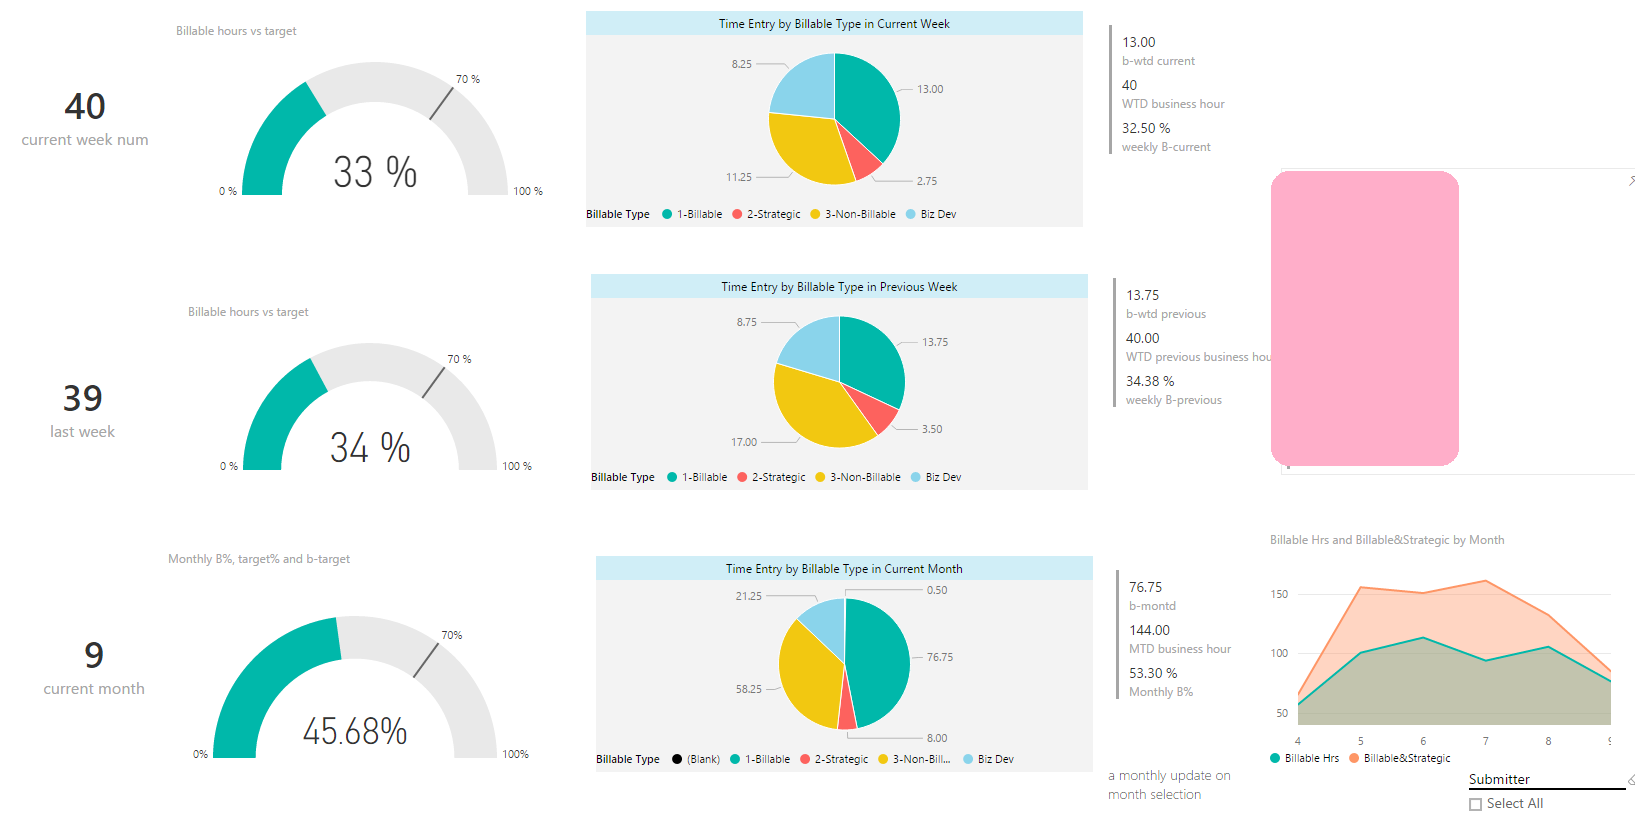 Billable hours vs target
40
current week num
70 %
33 %
0 %
100 %
Time Entry by Billable Type in Current Week
8.25
13.00
11.25
2.75
Billable Type 1-Billable 2-Strategic 3-Non-Billable Biz Dev
13.00
b-wtd current
40
WTD business hour
32.50 %
weekly B-current
Billable hours vs target
39
last week
70 %
34 %
0 %
100 %
Time Entry by Billable Type in Previous Week
8.75
13.75
17.00
3.50
Billable Type 1-Billable 2-Strategic 3-Non-Billable Biz Dev
13.75
b-wtd previous
40.00
WTD previous business hou
34.38 %
weekly B-previous
Monthly B%, target% and b-target
9
current month
70%
45.68%
0%
100%
Time Entry by Billable Type in Current Month
21.25
0.50
76.75
58.25
8.00
Billable Type (Blank) 1-Billable 2-Strategic 3-Non-Bill... Biz Dev
76.75
b-montd
144.00
MTD business hour
53.30 %
Monthly B%
a monthly update on
month selection
Billable Hrs and Billable&Strategic by Month
150
100
50
4 5 6 7 8 9
Billable Hrs Billable&Strategic
Submitter
Select All